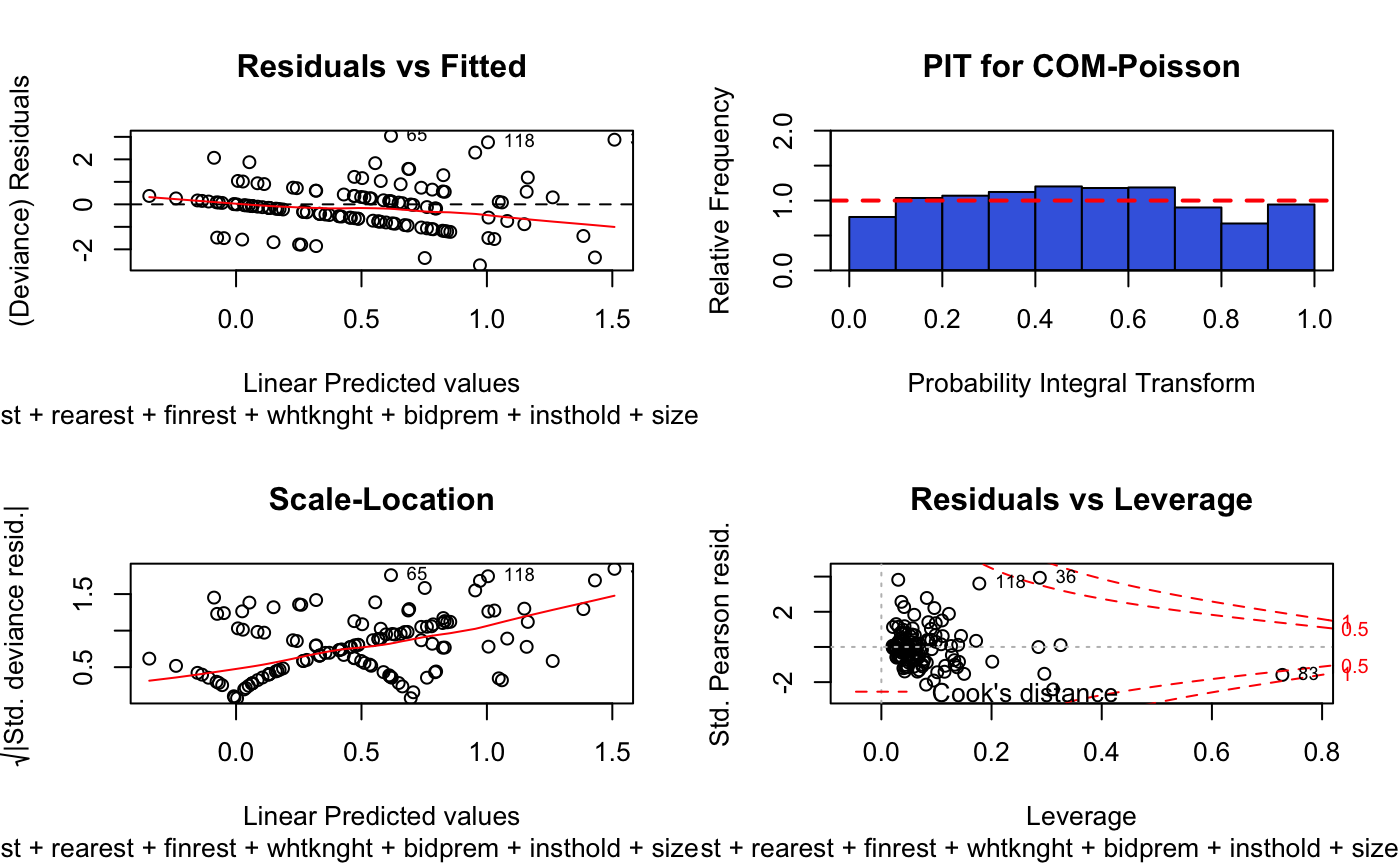 Residuals vs Fitted
(Deviance) Residuals
2
0
-2
65
118
0.0 0.5 1.0 1.5
Linear Predicted values
st + rearest + finrest + whtknght + bidprem + insthold + size
PIT for COM-Poisson
Relative Frequency
2.0
1.0
0.0
0.0 0.2 0.4 0.6 0.8 1.0
Probability Integral Transform
Scale-Location
√|Std. deviance resid.|
1.5
0.5
65
118
0.0 0.5 1.0 1.5
Linear Predicted values
st + rearest + finrest + whtknght + bidprem + insthold + size
Residuals vs Leverage
Std. Pearson resid.
2
0
-2
118
36
83
1
0.5
0.5
1
Cook's distance
0.0 0.2 0.4 0.6 0.8
Leverage
st + rearest + finrest + whtknght + bidprem + insthold + size